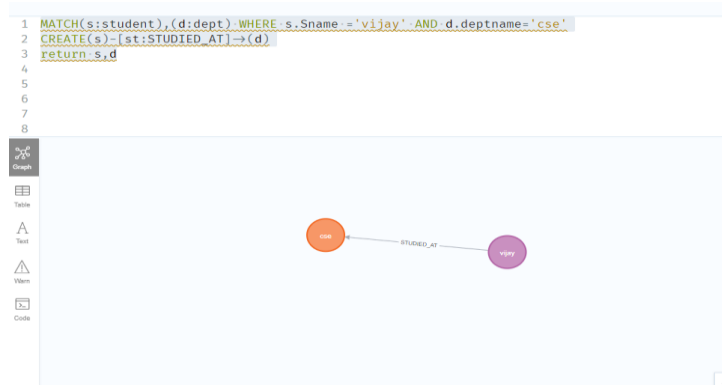 1 MATCH(s:student),(d:dept) WHERE s.Sname ='vijay' AND d.deptname='cse'
2 CREATE(s)-[st:STUDIED_AT]->(d)
3 return s,d
4
5
6
7
8
Graph
Table
Text
Warn
Code
cse
STUDIED_AT
vijay